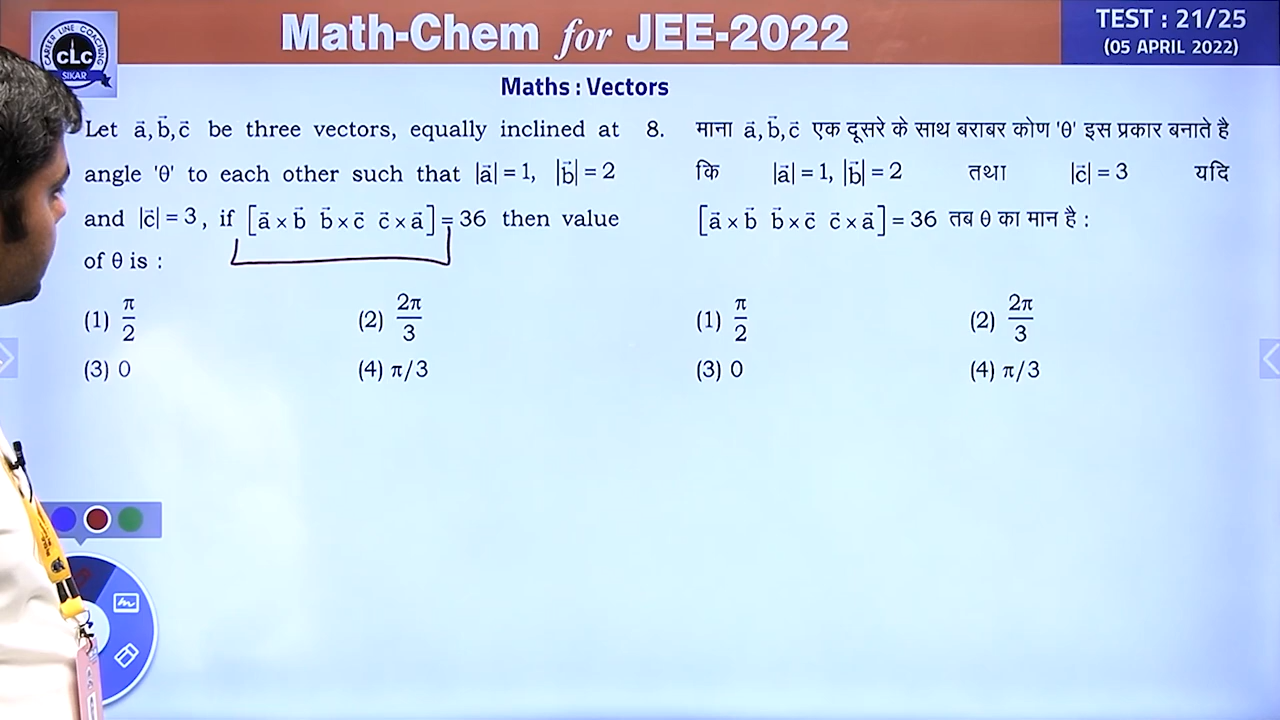 CAREER LINE COACHING
CLC
SIKAR
Math-Chem for JEE-2022
TEST : 21/25
(05 APRIL 2022)
Maths : Vectors
Let a⃗, b⃗, c⃗ be three vectors, equally inclined at
angle 'θ' to each other such that |a⃗| = 1, |b⃗| = 2
and |c⃗| = 3, if [a⃗ × b⃗ b⃗ × c⃗ c⃗ × a⃗] = 36 then value
of θ is :
(1) π/2 (2) 2π/3
(3) 0 (4) π/3
8. माना a⃗, b⃗, c⃗ एक दूसरे के साथ बराबर कोण 'θ' इस प्रकार बनाते है
कि |a⃗| = 1, |b⃗| = 2 तथा |c⃗| = 3 यदि
[a⃗ × b⃗ b⃗ × c⃗ c⃗ × a⃗] = 36 तब θ का मान है :
(1) π/2 (2) 2π/3
(3) 0 (4) π/3